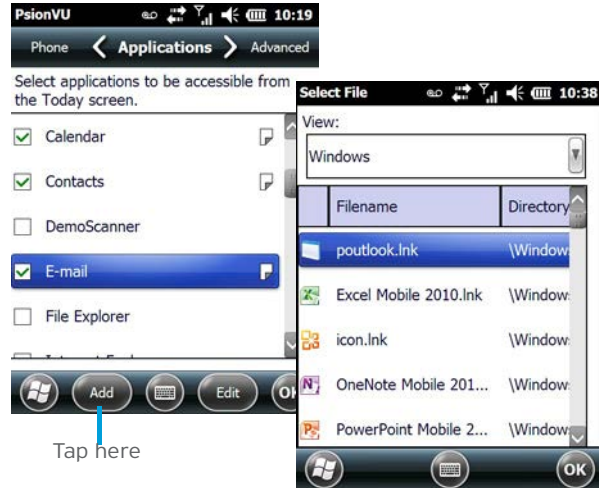 PsionVU 10:19
Phone Applications Advanced
Select applications to be accessible from
the Today screen.
Calendar
Contacts
DemoScanner
E-mail
File Explorer
Add Edit
Tap here
Select File 10:38
View:
Windows
Filename Directory
poutlook.lnk \Window
Excel Mobile 2010.lnk \Window
icon.lnk \Window
OneNote Mobile 201... \Window
PowerPoint Mobile 2... \Window
OK